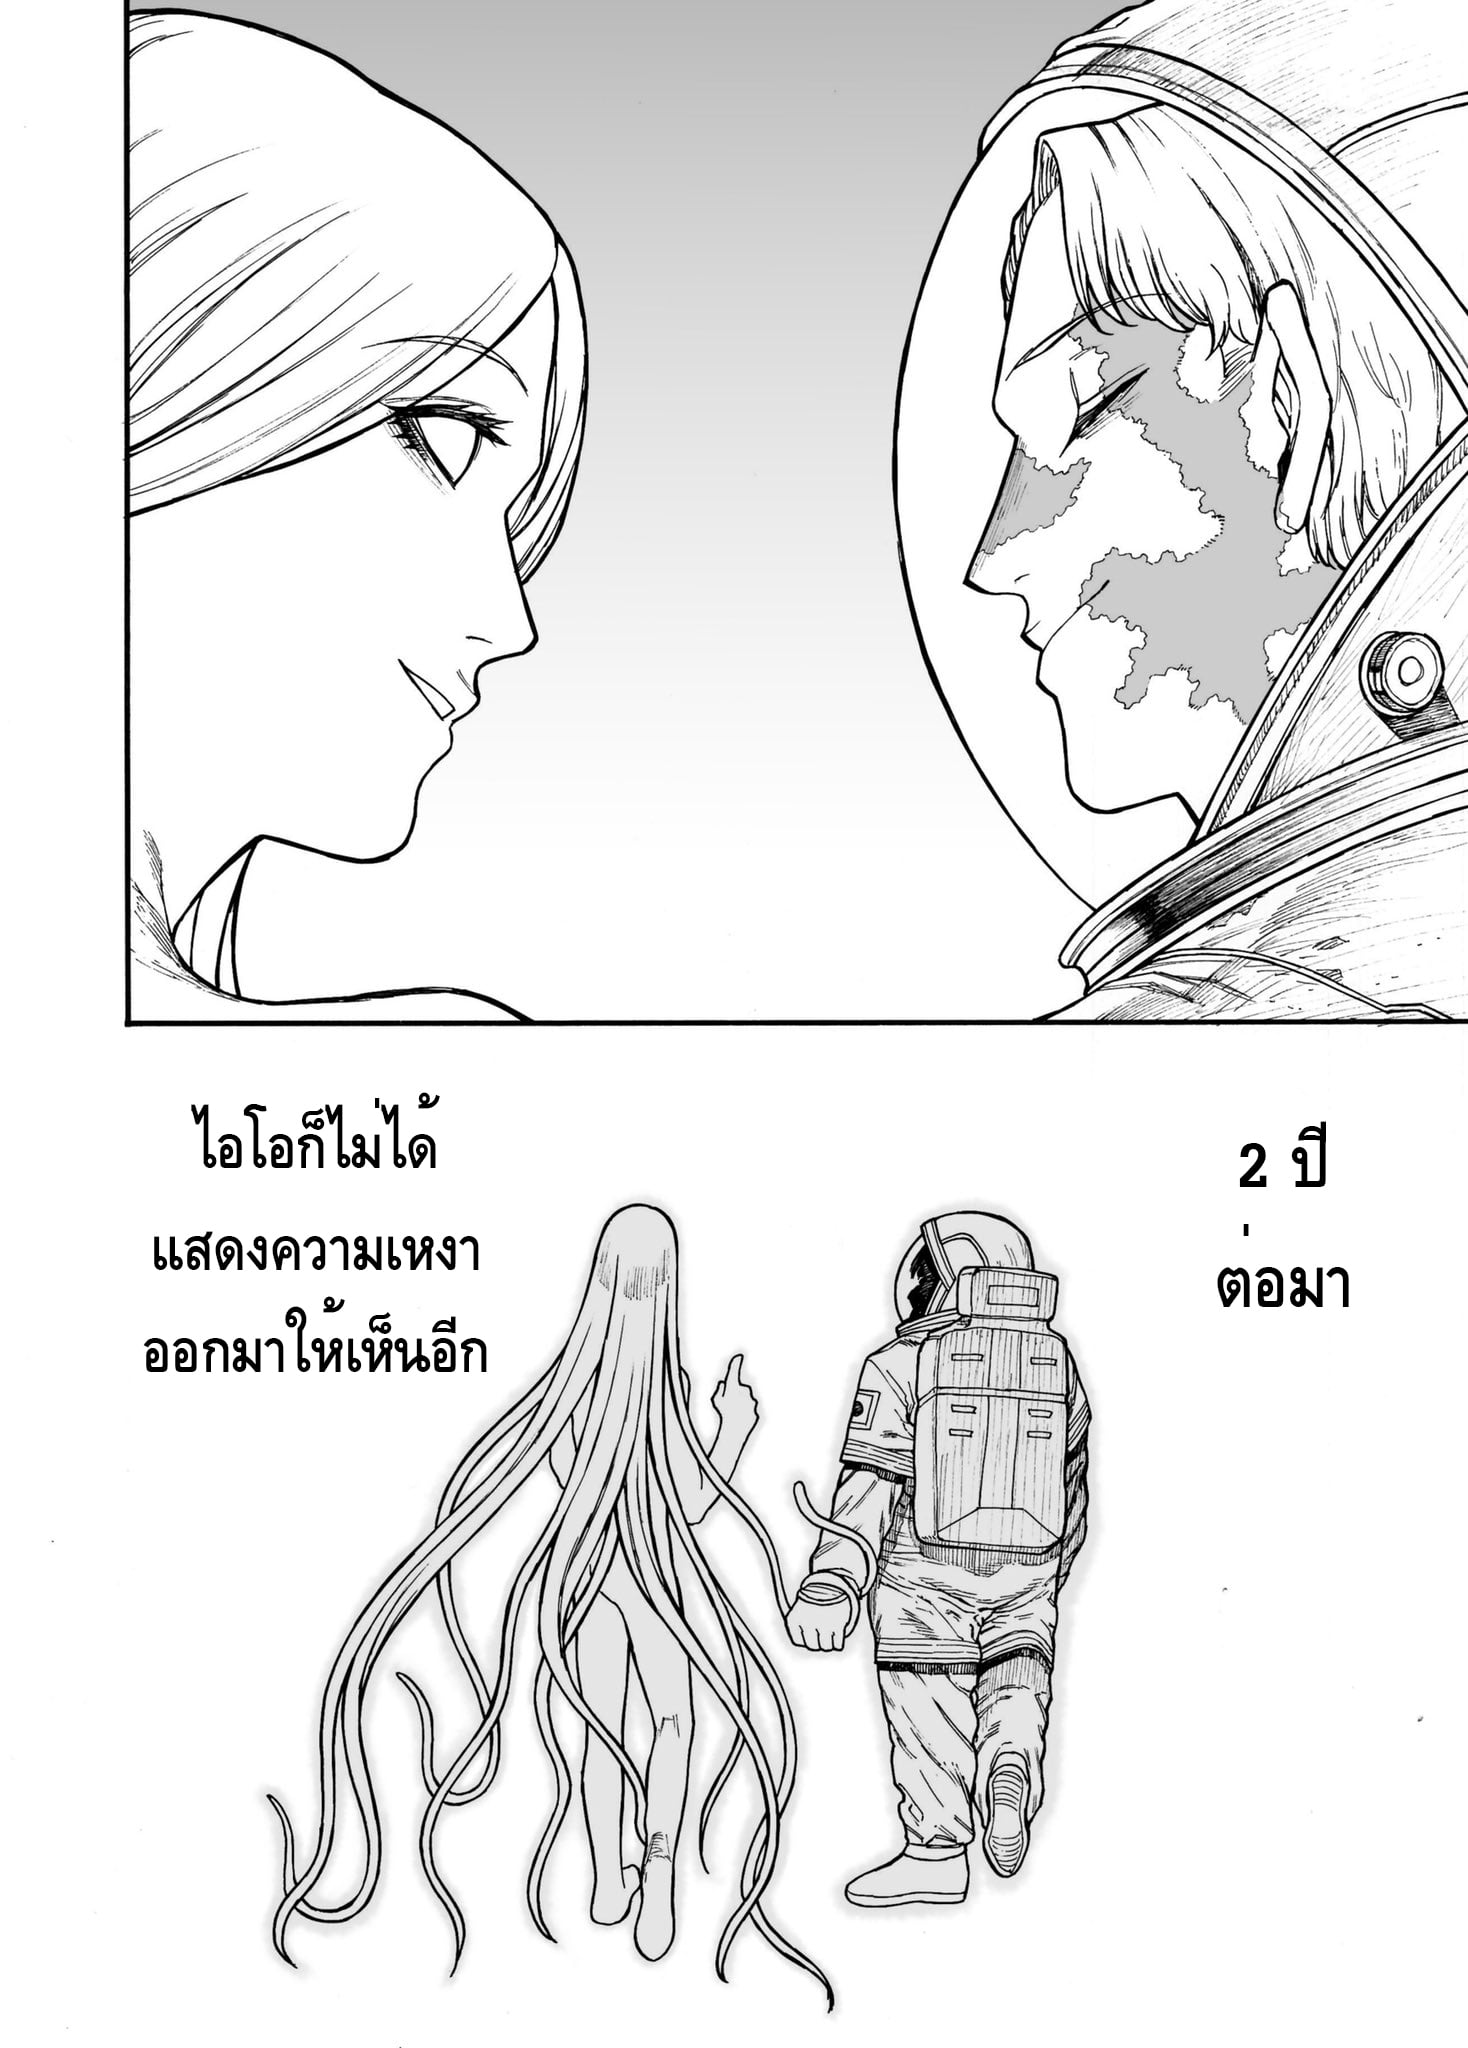 2 ปี
ต่อมา
ไอโอก็ไม่ได้
แสดงความเหงา
ออกมาให้เห็นอีก